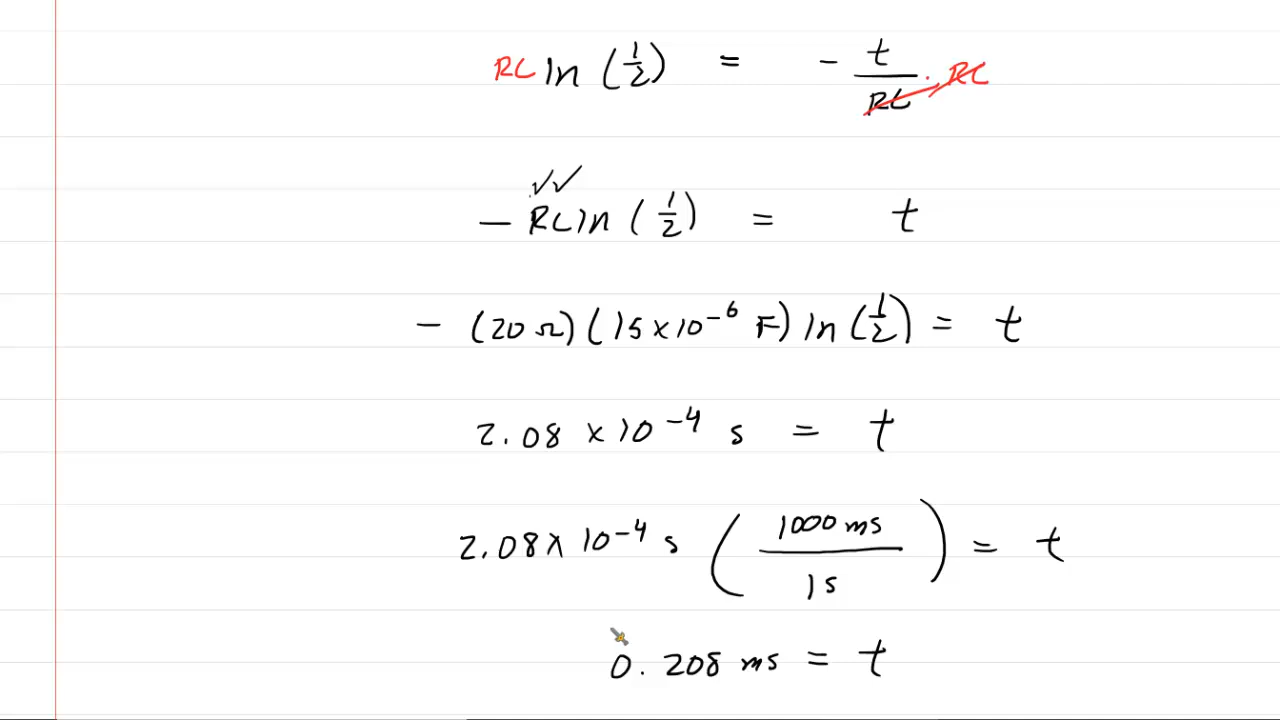 RC ln (1/2) = - t/RC · RC
✓✓
- RC ln (1/2) = t
- (20 Ω) (15 x 10⁻⁶ F) ln (1/2) = t
2.08 x 10⁻⁴ s = t
2.08 x 10⁻⁴ s (1000 ms / 1 s) = t
0.208 ms = t